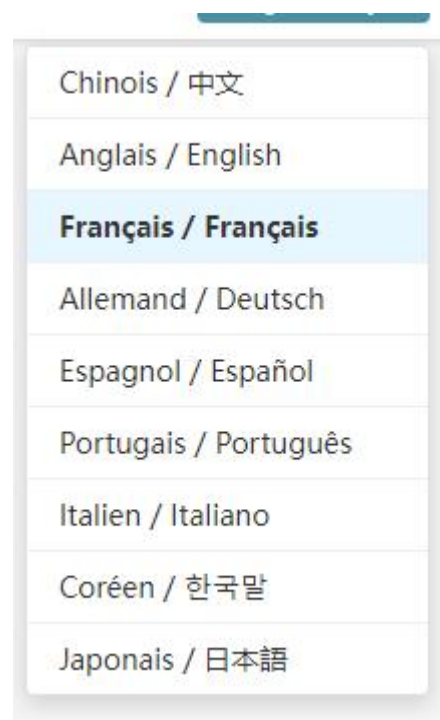 Chinois / 中文
Anglais / English
Français / Français
Allemand / Deutsch
Espagnol / Español
Portugais / Português
Italien / Italiano
Coréen / 한국말
Japonais / 日本語